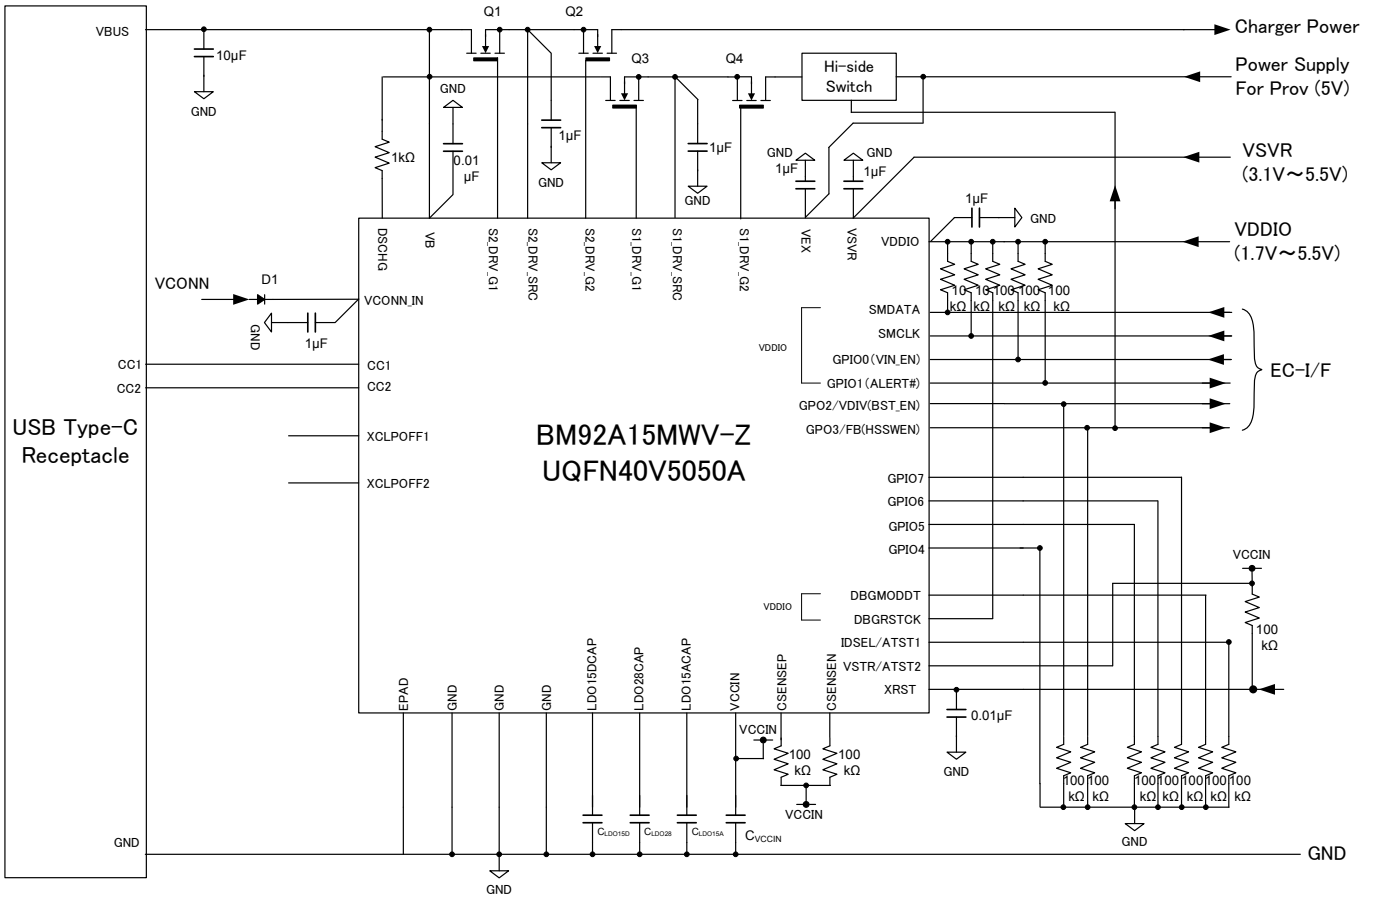 VBUS
10μF
GND
Q1
Q2
Charger Power
Q3
Q4
Hi-side
Switch
Power Supply
For Prov (5V)
GND
0.01
μF
1kΩ
1μF
GND
1μF
GND
GND
1μF
GND
1μF
VSVR
(3.1V～5.5V)
1μF
GND
VDDIO
(1.7V～5.5V)
DSCHG
VB
S2_DRV_G1
S2_DRV_SRC
S2_DRV_G2
S1_DRV_G1
S1_DRV_SRC
S1_DRV_G2
VEX
VSVR
VDDIO
10
kΩ
10
kΩ
100
kΩ
100
kΩ
100
kΩ
VCONN
D1
VCONN_IN
GND
1μF
CC1
CC1
CC2
CC2
XCLPOFF1
XCLPOFF2
USB Type-C
Receptacle
BM92A15MWV-Z
UQFN40V5050A
VDDIO
SMDATA
SMCLK
GPIO0(VIN_EN)
GPIO1(ALERT#)
GPO2/VDIV(BST_EN)
GPO3/FB(HSSWEN)
EC-I/F
GPIO7
GPIO6
GPIO5
GPIO4
VDDIO
DBGMODDT
DBGRSTCK
IDSEL/ATST1
VSTR/ATST2
XRST
VCCIN
100
kΩ
0.01μF
GND
EPAD
GND
GND
GND
LDO15DCAP
LDO28CAP
LDO15ACAP
VCCIN
CSENSEP
CSENSEN
VCCIN
100
kΩ
100
kΩ
VCCIN
100
kΩ
100
kΩ
100
kΩ
100
kΩ
100
kΩ
100
kΩ
100
kΩ
GND
CLDO15D
CLDO28
CLDO15A
CVCCIN
GND
GND
GND